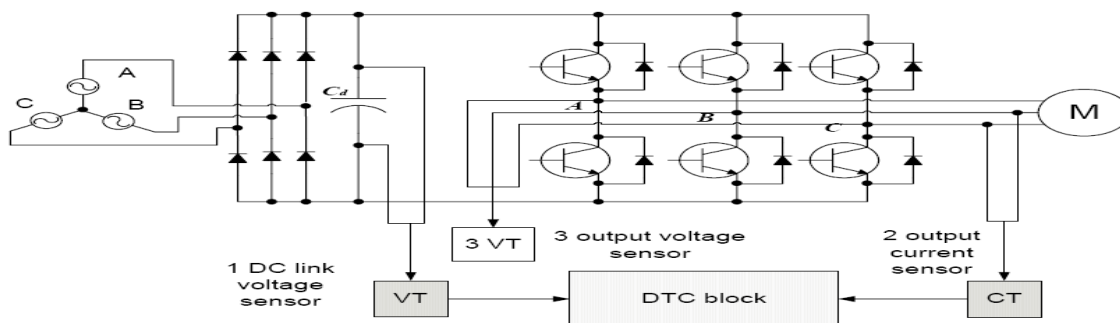 A
C
B
Cd
A
B
C
M
3 VT
3 output voltage
sensor
2 output
current
sensor
1 DC link
voltage
sensor
VT
DTC block
CT